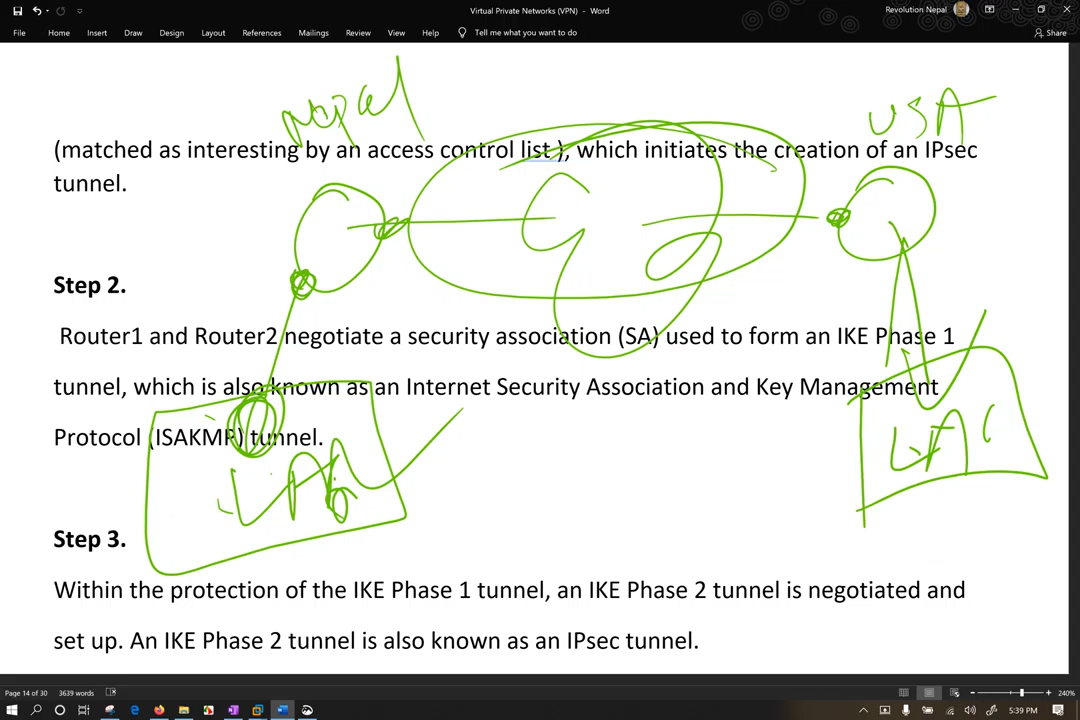 Virtual Private Networks (VPN) - Word
Revolution Nepal
File Home Insert Draw Design Layout References Mailings Review View Help Tell me what you want to do
Share
Nepal
USA
(matched as interesting by an access control list ), which initiates the creation of an IPsec
tunnel.
Step 2.
Router1 and Router2 negotiate a security association (SA) used to form an IKE Phase 1
tunnel, which is also known as an Internet Security Association and Key Management
Protocol (ISAKMP) tunnel.
Step 3.
Within the protection of the IKE Phase 1 tunnel, an IKE Phase 2 tunnel is negotiated and
set up. An IKE Phase 2 tunnel is also known as an IPsec tunnel.
Page 14 of 30 3639 words
240%
5:39 PM